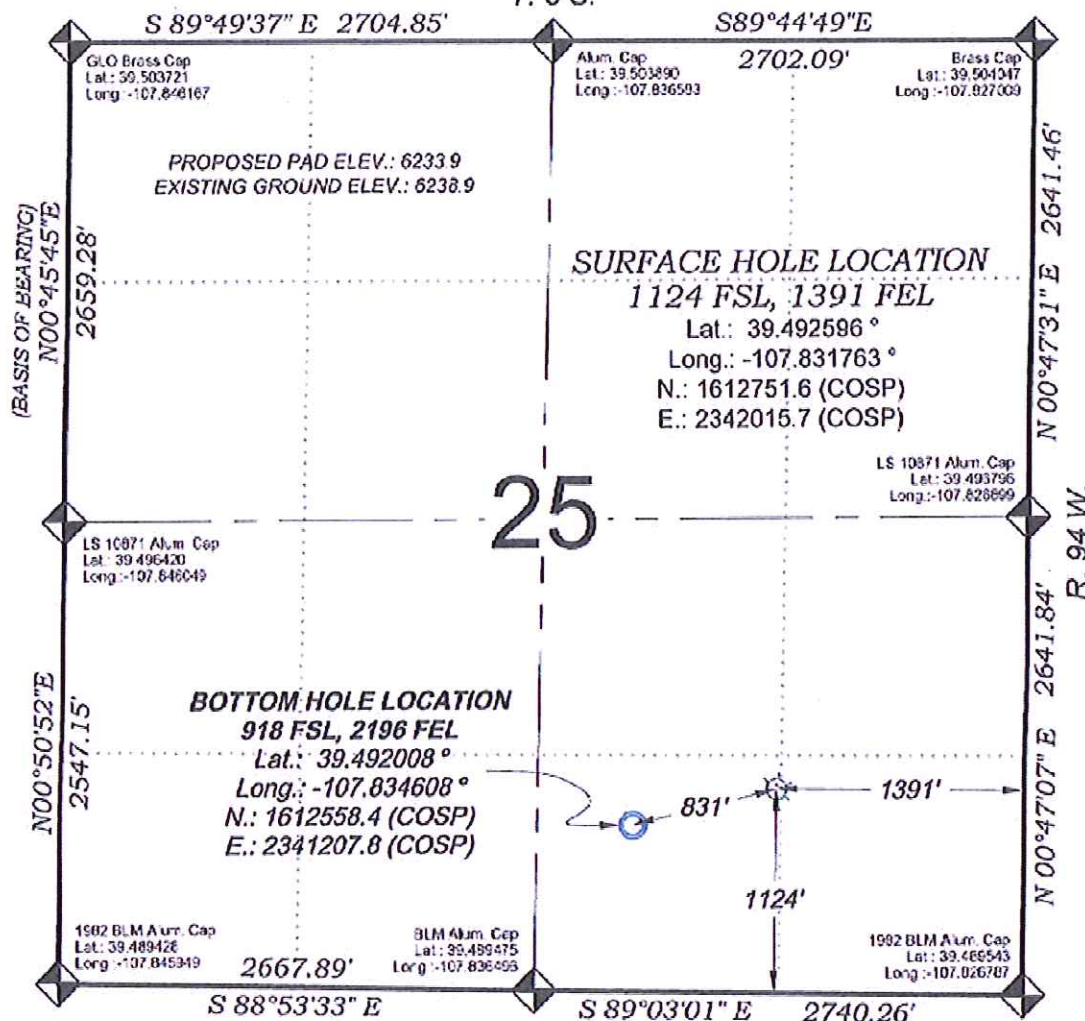 S 89°49'37" E 2704.85'
S89°44'49"E
2702.09'
GLO Brass Cap
Lat.: 39.503721
Long.:-107.846167
Alum. Cap
Lat.: 39.503890
Long.:-107.836593
Brass Cap
Lat.: 39.504047
Long.:-107.827009
PROPOSED PAD ELEV.: 6233.9
EXISTING GROUND ELEV.: 6238.9
(BASIS OF BEARING)
N00°45'45"E
2659.28'
N 00°47'31" E 2641.46'
SURFACE HOLE LOCATION
1124 FSL, 1391 FEL
Lat.: 39.492596 °
Long.: -107.831763 °
N.: 1612751.6 (COSP)
E.: 2342015.7 (COSP)
LS 10871 Alum. Cap
Lat.: 39.496796
Long.:-107.826899
25
R. 94 W.
LS 10871 Alum. Cap
Lat.: 39.496420
Long.:-107.846049
N00°50'52"E
2547.15'
N 00°47'07" E 2641.84'
BOTTOM HOLE LOCATION
918 FSL, 2196 FEL
Lat.: 39.492008 °
Long.: -107.834608 °
N.: 1612558.4 (COSP)
E.: 2341207.8 (COSP)
831'
1391'
1124'
1982 BLM Alum. Cap
Lat.: 39.489428
Long.:-107.845949
BLM Alum. Cap
Lat.: 39.489475
Long.:-107.836493
1992 BLM Alum. Cap
Lat.: 39.489543
Long.:-107.826787
2667.89'
S 88°53'33" E
S 89°03'01" E 2740.26'